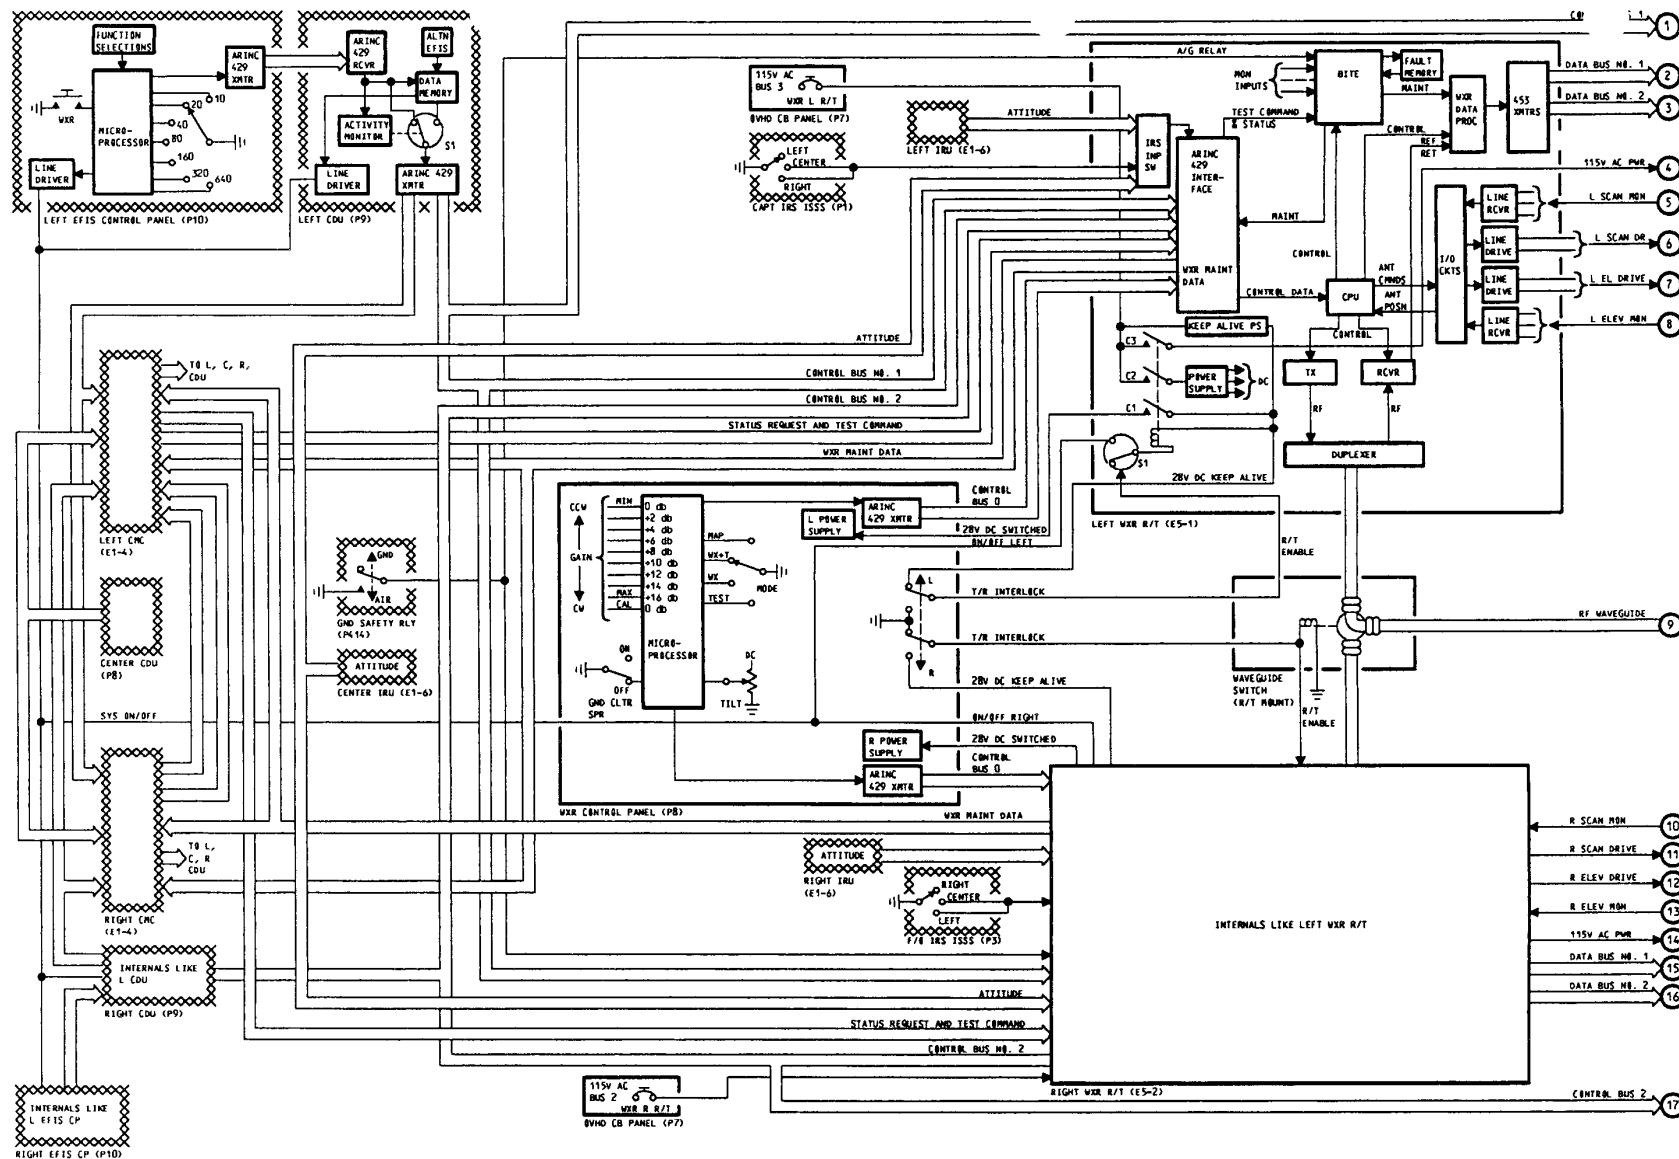 FUNCTION
SELECTIONS
ARINC
429
XMTR
WXR
MICRO-
PROCESSOR
10
20
40
80
160
320
640
LINE
DRIVER
LEFT EFIS CONTROL PANEL (P10)
ARINC
429
RCVR
ALTN
EFIS
DATA
MEMORY
ACTIVITY
MONITOR
S1
LINE
DRIVER
ARINC 429
XMTR
LEFT CDU (P9)
115V AC
BUS 3
WXR L R/T
OVHD CB PANEL (P7)
LEFT
CENTER
RIGHT
CAPT IRS ISSS (P1)
LEFT IRU (E1-6)
ATTITUDE
A/G RELAY
MON
INPUTS
BITE
FAULT
MEMORY
MAINT
TEST COMMAND
& STATUS
WXR
DATA
PROC
453
XMTRS
CONTROL
REF
RET
IRS
INP
SW
ARINC
429
INTER-
FACE
WXR MAINT
DATA
MAINT
CONTROL
CONTROL DATA
CPU
ANT
CMNDS
ANT
POSN
I/O
CKTS
LINE
RCVR
LINE
DRIVE
LINE
DRIVE
LINE
RCVR
CONTROL
TX
RCVR
RF
RF
DUPLEXER
KEEP ALIVE PS
C3
C2
C1
POWER
SUPPLY
DC
S1
28V DC KEEP ALIVE
LEFT WXR R/T (E5-1)
1
DATA BUS NO. 1
2
DATA BUS NO. 2
3
115V AC PWR
4
L SCAN MON
5
L SCAN DR
6
L EL DRIVE
7
L ELEV MON
8
ATTITUDE
CONTROL BUS NO. 1
CONTROL BUS NO. 2
STATUS REQUEST AND TEST COMMAND
WXR MAINT DATA
TO L, C, R,
CDU
LEFT CMC
(E1-4)
CENTER CDU
(P8)
GND
AIR
GND SAFETY RLY
(P414)
ATTITUDE
CENTER IRU (E1-6)
SYS ON/OFF
CCW
GAIN
CW
MIN
MAX
CAL
0 db
+2 db
+4 db
+6 db
+8 db
+10 db
+12 db
+14 db
+16 db
0 db
MICRO-
PROCESSOR
MAP
WX+T
WX
TEST
MODE
ON
OFF
GND CLTR
SPR
DC
TILT
L POWER
SUPPLY
ARINC
429 XMTR
CONTROL
BUS 0
28V DC SWITCHED
ON/OFF LEFT
L
R
T/R INTERLOCK
T/R INTERLOCK
28V DC KEEP ALIVE
ON/OFF RIGHT
R POWER
SUPPLY
28V DC SWITCHED
CONTROL
BUS 0
ARINC
429 XMTR
WXR CONTROL PANEL (P8)
R/T
ENABLE
WAVEGUIDE
SWITCH
(R/T MOUNT)
R/T
ENABLE
RF WAVEGUIDE
9
TO L,
C, R
CDU
RIGHT CMC
(E1-4)
INTERNALS LIKE
L CDU
RIGHT CDU (P9)
INTERNALS LIKE
L EFIS CP
RIGHT EFIS CP (P10)
WXR MAINT DATA
ATTITUDE
RIGHT IRU
(E1-6)
RIGHT
CENTER
LEFT
F/O IRS ISSS (P3)
ATTITUDE
STATUS REQUEST AND TEST COMMAND
CONTROL BUS NO. 2
115V AC
BUS 2
WXR R R/T
OVHD CB PANEL (P7)
INTERNALS LIKE LEFT WXR R/T
RIGHT WXR R/T (E5-2)
R SCAN MON
10
R SCAN DRIVE
11
R ELEV DRIVE
12
R ELEV MON
13
115V AC PWR
14
DATA BUS NO. 1
15
DATA BUS NO. 2
16
CONTROL BUS 2
17